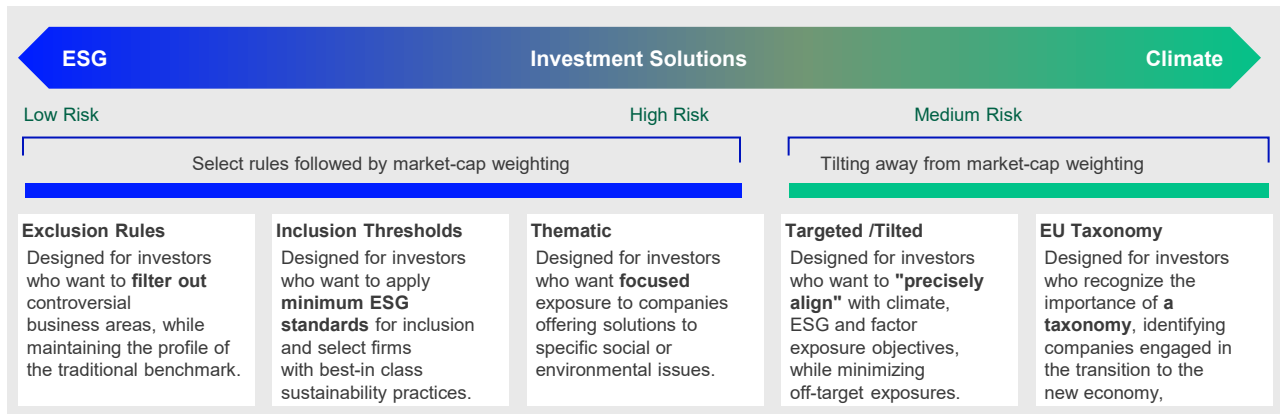 ESG Investment Solutions Climate
Low Risk High Risk Medium Risk
Select rules followed by market-cap weighting Tilting away from market-cap weighting
Exclusion Rules
Designed for investors
who want to filter out
controversial
business areas, while
maintaining the profile of
the traditional benchmark.
Inclusion Thresholds
Designed for investors
who want to apply
minimum ESG
standards for inclusion
and select firms
with best-in class
sustainability practices.
Thematic
Designed for investors
who want focused
exposure to companies
offering solutions to
specific social or
environmental issues.
Targeted /Tilted
Designed for investors
who want to "precisely
align" with climate,
ESG and factor
exposure objectives,
while minimizing
off-target exposures.
EU Taxonomy
Designed for investors
who recognize the
importance of a
taxonomy, identifying
companies engaged in
the transition to the
new economy,